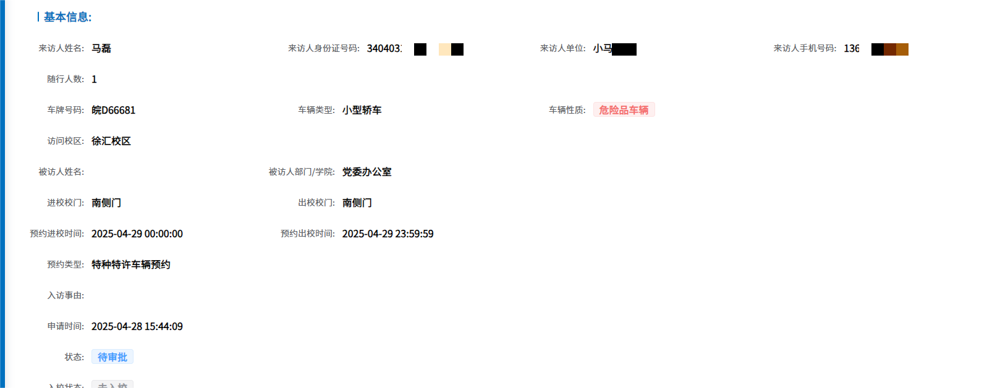 基本信息:
来访人姓名: 马磊 来访人身份证号码: 340403 来访人单位: 小马 来访人手机号码: 136
随行人数: 1
车牌号码: 皖D66681 车辆类型: 小型轿车 车辆性质: 危险品车辆
访问校区: 徐汇校区
被访人姓名: 被访人部门/学院: 党委办公室
进校校门: 南侧门 出校校门: 南侧门
预约进校时间: 2025-04-29 00:00:00 预约出校时间: 2025-04-29 23:59:59
预约类型: 特种特许车辆预约
入访事由:
申请时间: 2025-04-28 15:44:09
状态: 待审批
入校状态: 未入校